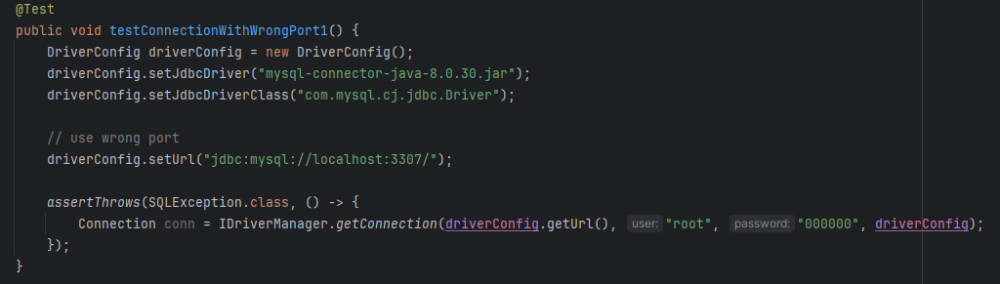 @Test
public void testConnectionWithWrongPort1() {
    DriverConfig driverConfig = new DriverConfig();
    driverConfig.setJdbcDriver("mysql-connector-java-8.0.30.jar");
    driverConfig.setJdbcDriverClass("com.mysql.cj.jdbc.Driver");

    // use wrong port
    driverConfig.setUrl("jdbc:mysql://localhost:3307/");

    assertThrows(SQLException.class, () -> {
        Connection conn = IDriverManager.getConnection(driverConfig.getUrl(), user: "root", password: "000000", driverConfig);
    });
}